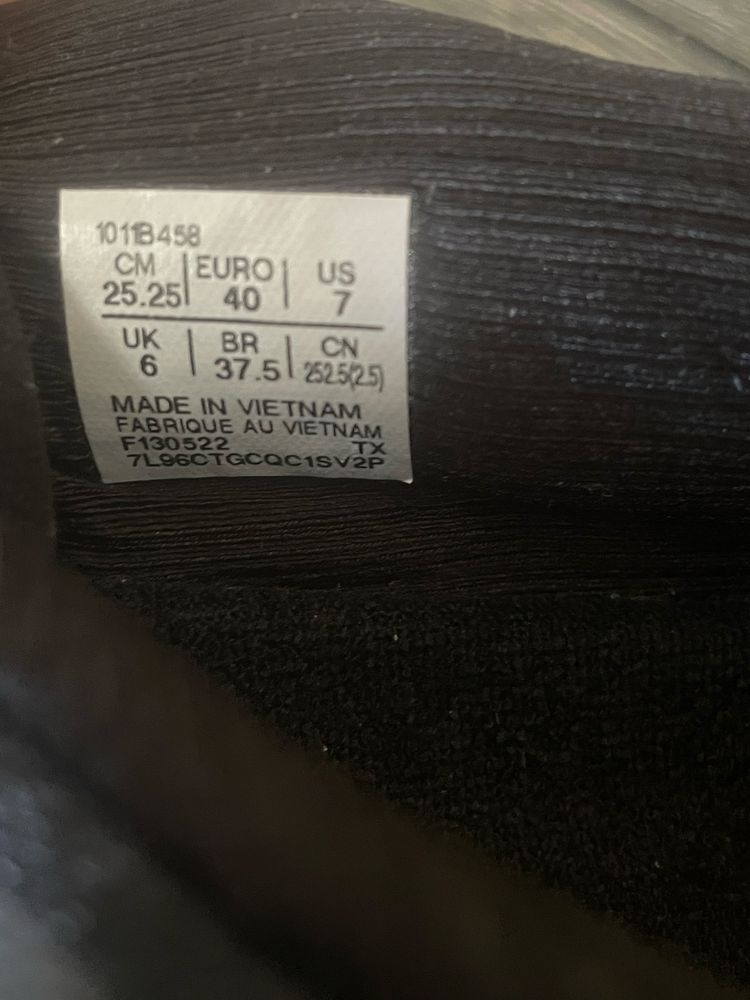 1011B458
CM | EURO | US
25.25 | 40 | 7
UK | BR | CN
6 | 37.5 | 252.5(2.5)
MADE IN VIETNAM
FABRIQUE AU VIETNAM
F130522 TX
7L96CTGCQC1SV2P